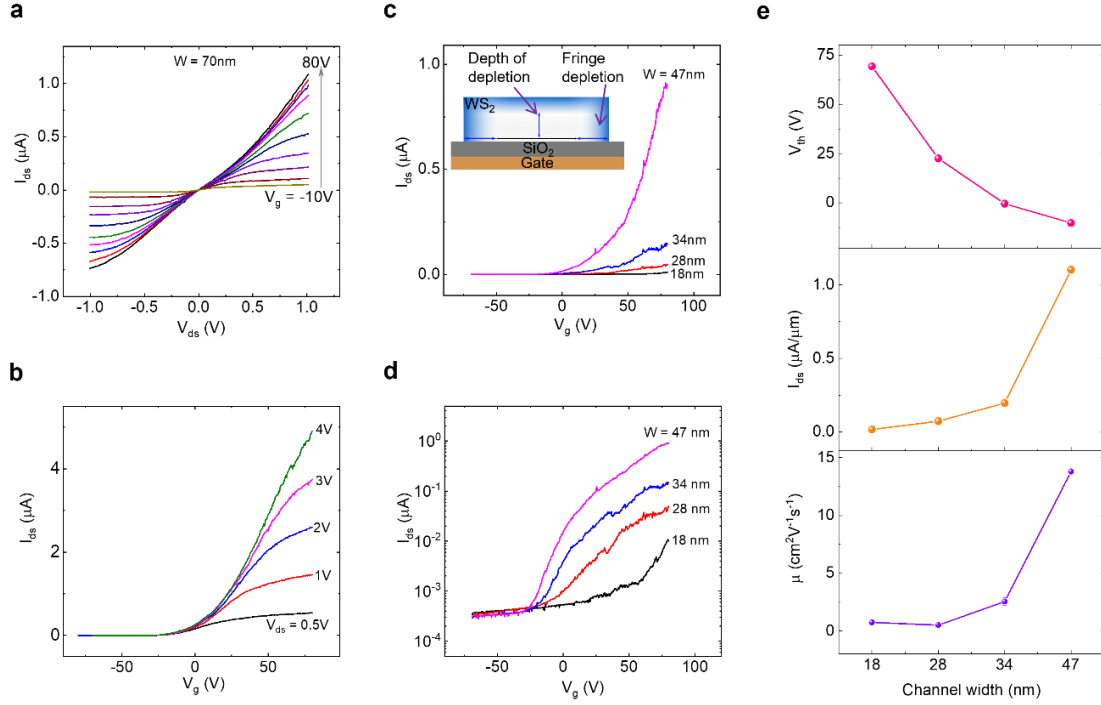 a
W = 70nm
80V
V_g = -10V
1.0
0.5
0.0
-0.5
-1.0
I_ds (μA)
-1.0
-0.5
0.0
0.5
1.0
V_ds (V)
b
4V
3V
2V
1V
V_ds = 0.5V
4
2
0
I_ds (μA)
-50
0
50
V_g (V)
c
Depth of
depletion
Fringe
depletion
W = 47nm
WS₂
SiO₂
Gate
34nm
28nm
18nm
1.0
0.5
0.0
I_ds (μA)
-50
0
50
100
V_g (V)
d
W = 47 nm
34 nm
28 nm
18 nm
10⁰
10⁻¹
10⁻²
10⁻³
10⁻⁴
I_ds (μA)
-50
0
50
100
V_g (V)
e
75
50
25
0
V_th (V)
1.0
0.5
0.0
I_ds (μA/μm)
15
10
5
0
μ (cm²V⁻¹s⁻¹)
18
28
34
47
Channel width (nm)